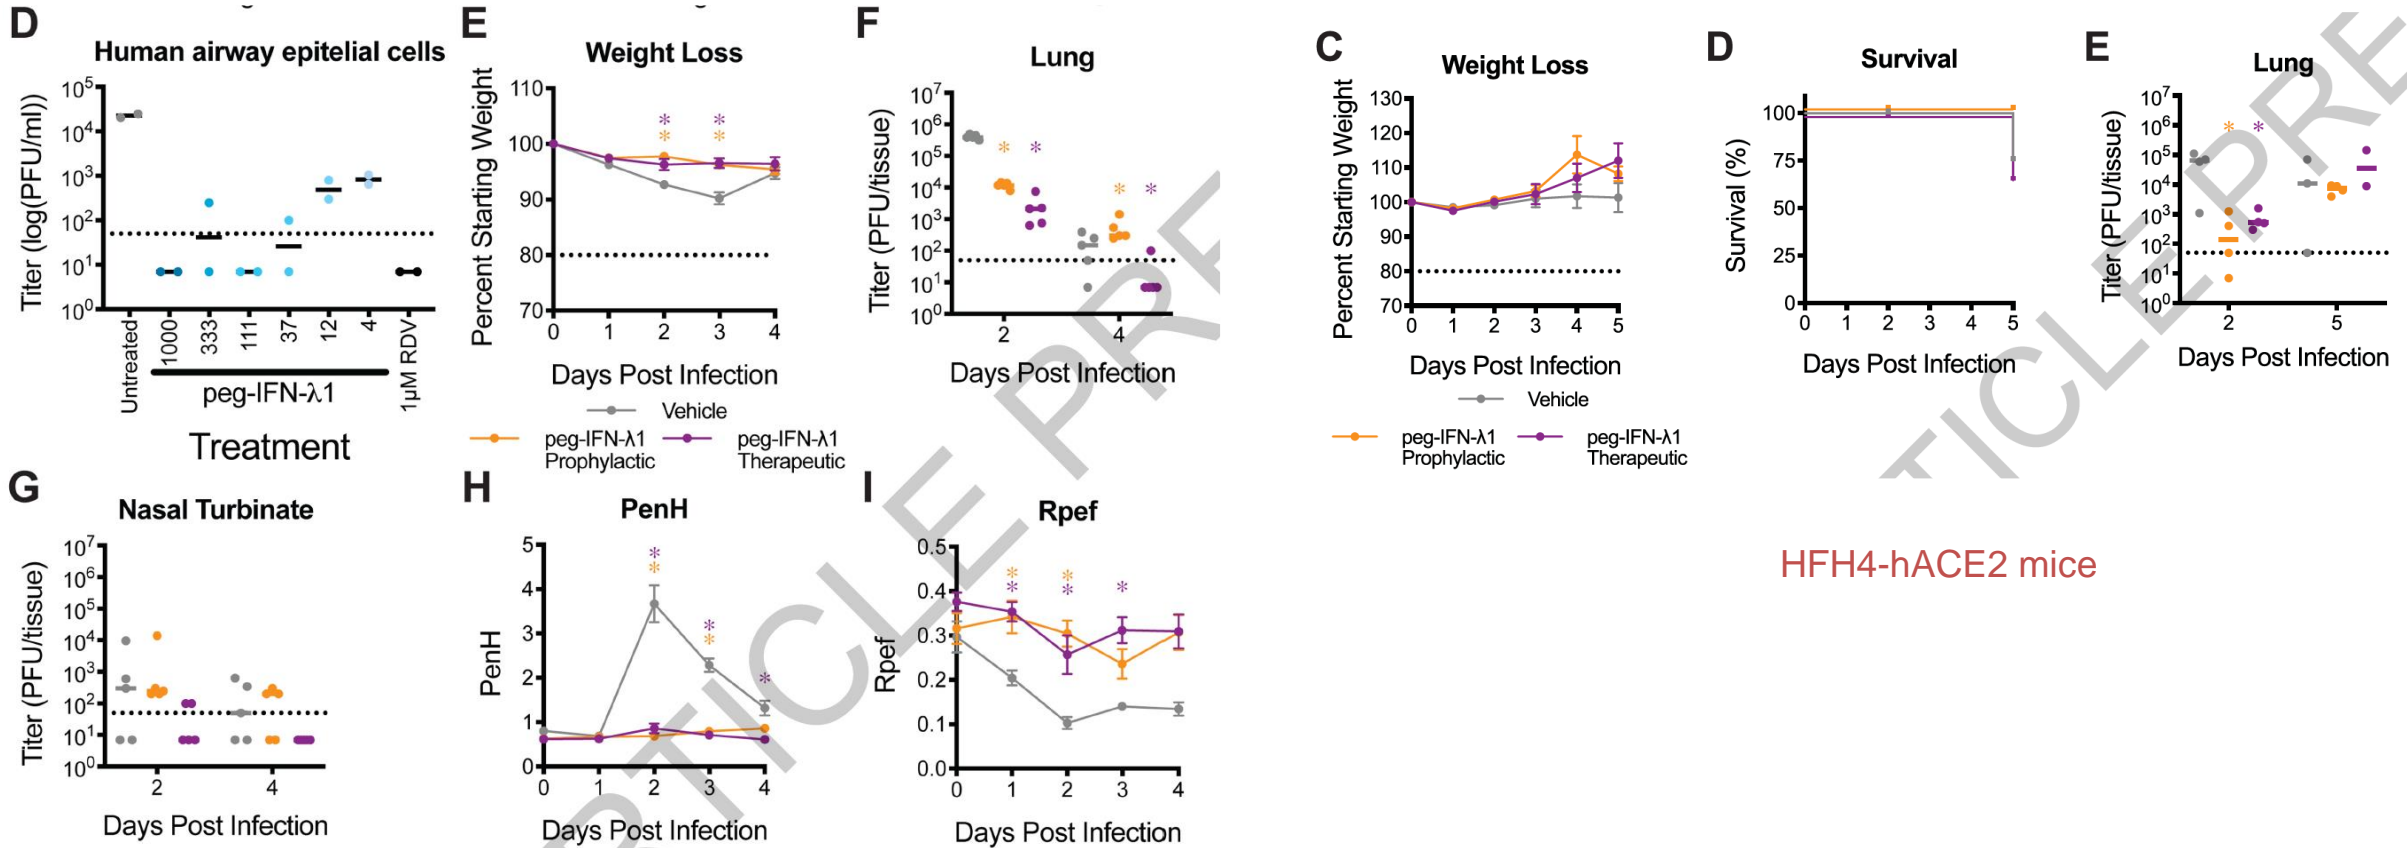 D
Human airway epitelial cells
Titer (log(PFU/ml))
10^5
10^4
10^3
10^2
10^1
10^0
Untreated
1000
333
111
37
12
4
1μM RDV
peg-IFN-λ1
Treatment
E
Weight Loss
Percent Starting Weight
110
100
90
80
70
* *
* *
0 1 2 3 4
Days Post Infection
Vehicle
peg-IFN-λ1
Prophylactic
peg-IFN-λ1
Therapeutic
F
Lung
Titer (PFU/tissue)
10^7
10^6
10^5
10^4
10^3
10^2
10^1
10^0
* *
* *
2 4
Days Post Infection
C
Weight Loss
Percent Starting Weight
130
120
110
100
90
80
70
0 1 2 3 4 5
Days Post Infection
Vehicle
peg-IFN-λ1
Prophylactic
peg-IFN-λ1
Therapeutic
D
Survival
Survival (%)
100
75
50
25
0
0 1 2 3 4 5
Days Post Infection
E
Lung
Titer (PFU/tissue)
10^7
10^6
10^5
10^4
10^3
10^2
10^1
10^0
* *
2 5
Days Post Infection
G
Nasal Turbinate
Titer (PFU/tissue)
10^7
10^6
10^5
10^4
10^3
10^2
10^1
10^0
2 4
Days Post Infection
H
PenH
PenH
5
4
3
2
1
0
*
*
*
*
*
0 1 2 3 4
Days Post Infection
I
Rpef
Rpef
0.5
0.4
0.3
0.2
0.1
0.0
* * *
* *
0 1 2 3 4
Days Post Infection
HFH4-hACE2 mice
RTICLE PRE
TICLE PRE